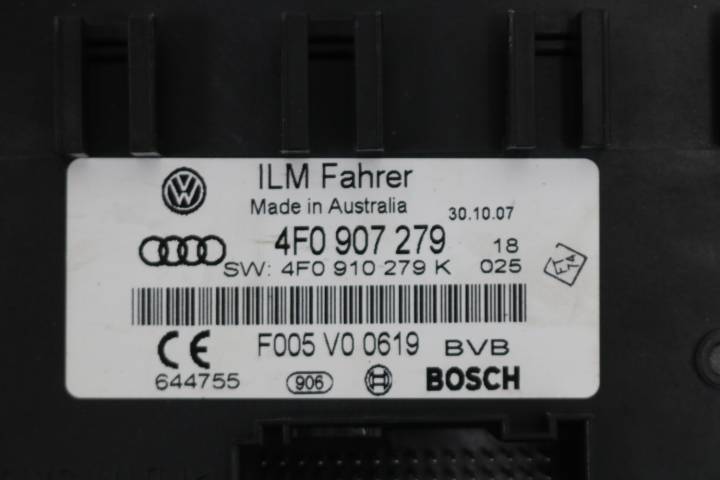 ILM Fahrer
Made in Australia 30.10.07
4F0 907 279 18
SW: 4F0 910 279 K 025
F005 V0 0619 BVB
CE
644755 906 BOSCH